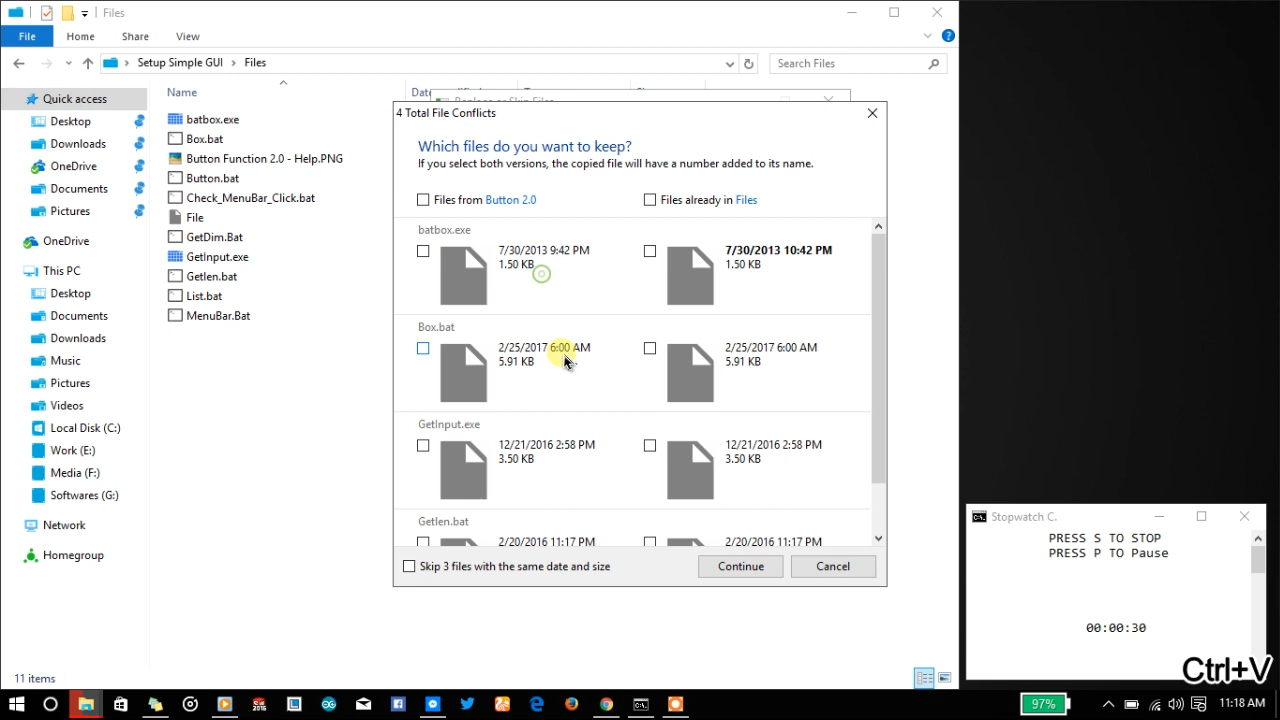 Files
File
Home
Share
View
Setup Simple GUI
Files
Search Files
Quick access
Desktop
Downloads
OneDrive
Documents
Pictures
OneDrive
This PC
Desktop
Documents
Downloads
Music
Pictures
Videos
Local Disk (C:)
Work (E:)
Media (F:)
Softwares (G:)
Network
Homegroup
Name
batbox.exe
Box.bat
Button Function 2.0 - Help.PNG
Button.bat
Check_MenuBar_Click.bat
File
GetDim.Bat
GetInput.exe
Getlen.bat
List.bat
MenuBar.Bat
11 items
4 Total File Conflicts
Which files do you want to keep?
If you select both versions, the copied file will have a number added to its name.
Files from Button 2.0
Files already in Files
batbox.exe
7/30/2013 9:42 PM
1.50 KB
7/30/2013 10:42 PM
1.50 KB
Box.bat
2/25/2017 6:00 AM
5.91 KB
2/25/2017 6:00 AM
5.91 KB
GetInput.exe
12/21/2016 2:58 PM
3.50 KB
12/21/2016 2:58 PM
3.50 KB
Getlen.bat
2/20/2016 11:17 PM
2/20/2016 11:17 PM
Skip 3 files with the same date and size
Continue
Cancel
Stopwatch C.
PRESS S TO STOP
PRESS P TO Pause
00:00:30
Ctrl+V
97%
11:18 AM